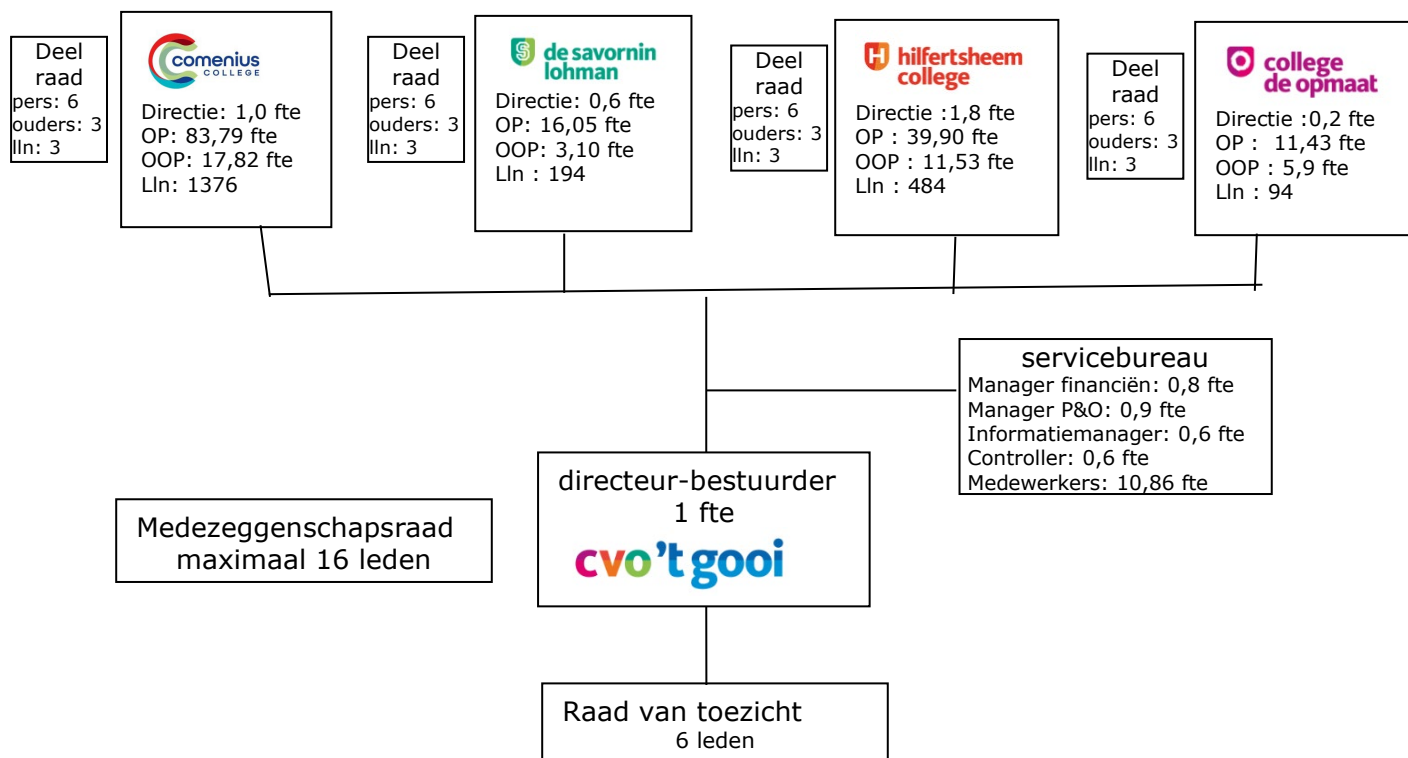 Deel
raad
pers: 6
ouders: 3
lln: 3
comenius
COLLEGE
Directie: 1,0 fte
OP: 83,79 fte
OOP: 17,82 fte
Lln: 1376
Deel
raad
pers: 6
ouders: 3
lln: 3
de savornin
lohman
Directie: 0,6 fte
OP: 16,05 fte
OOP: 3,10 fte
Lln : 194
Deel
raad
pers: 6
ouders: 3
lln: 3
hilfertsheem
college
Directie :1,8 fte
OP : 39,90 fte
OOP : 11,53 fte
Lln : 484
Deel
raad
pers: 6
ouders: 3
lln: 3
college
de opmaat
Directie :0,2 fte
OP : 11,43 fte
OOP : 5,9 fte
Lln : 94
servicebureau
Manager financiën: 0,8 fte
Manager P&O: 0,9 fte
Informatiemanager: 0,6 fte
Controller: 0,6 fte
Medewerkers: 10,86 fte
directeur-bestuurder
1 fte
cvo 't gooi
Medezeggenschapsraad
maximaal 16 leden
Raad van toezicht
6 leden